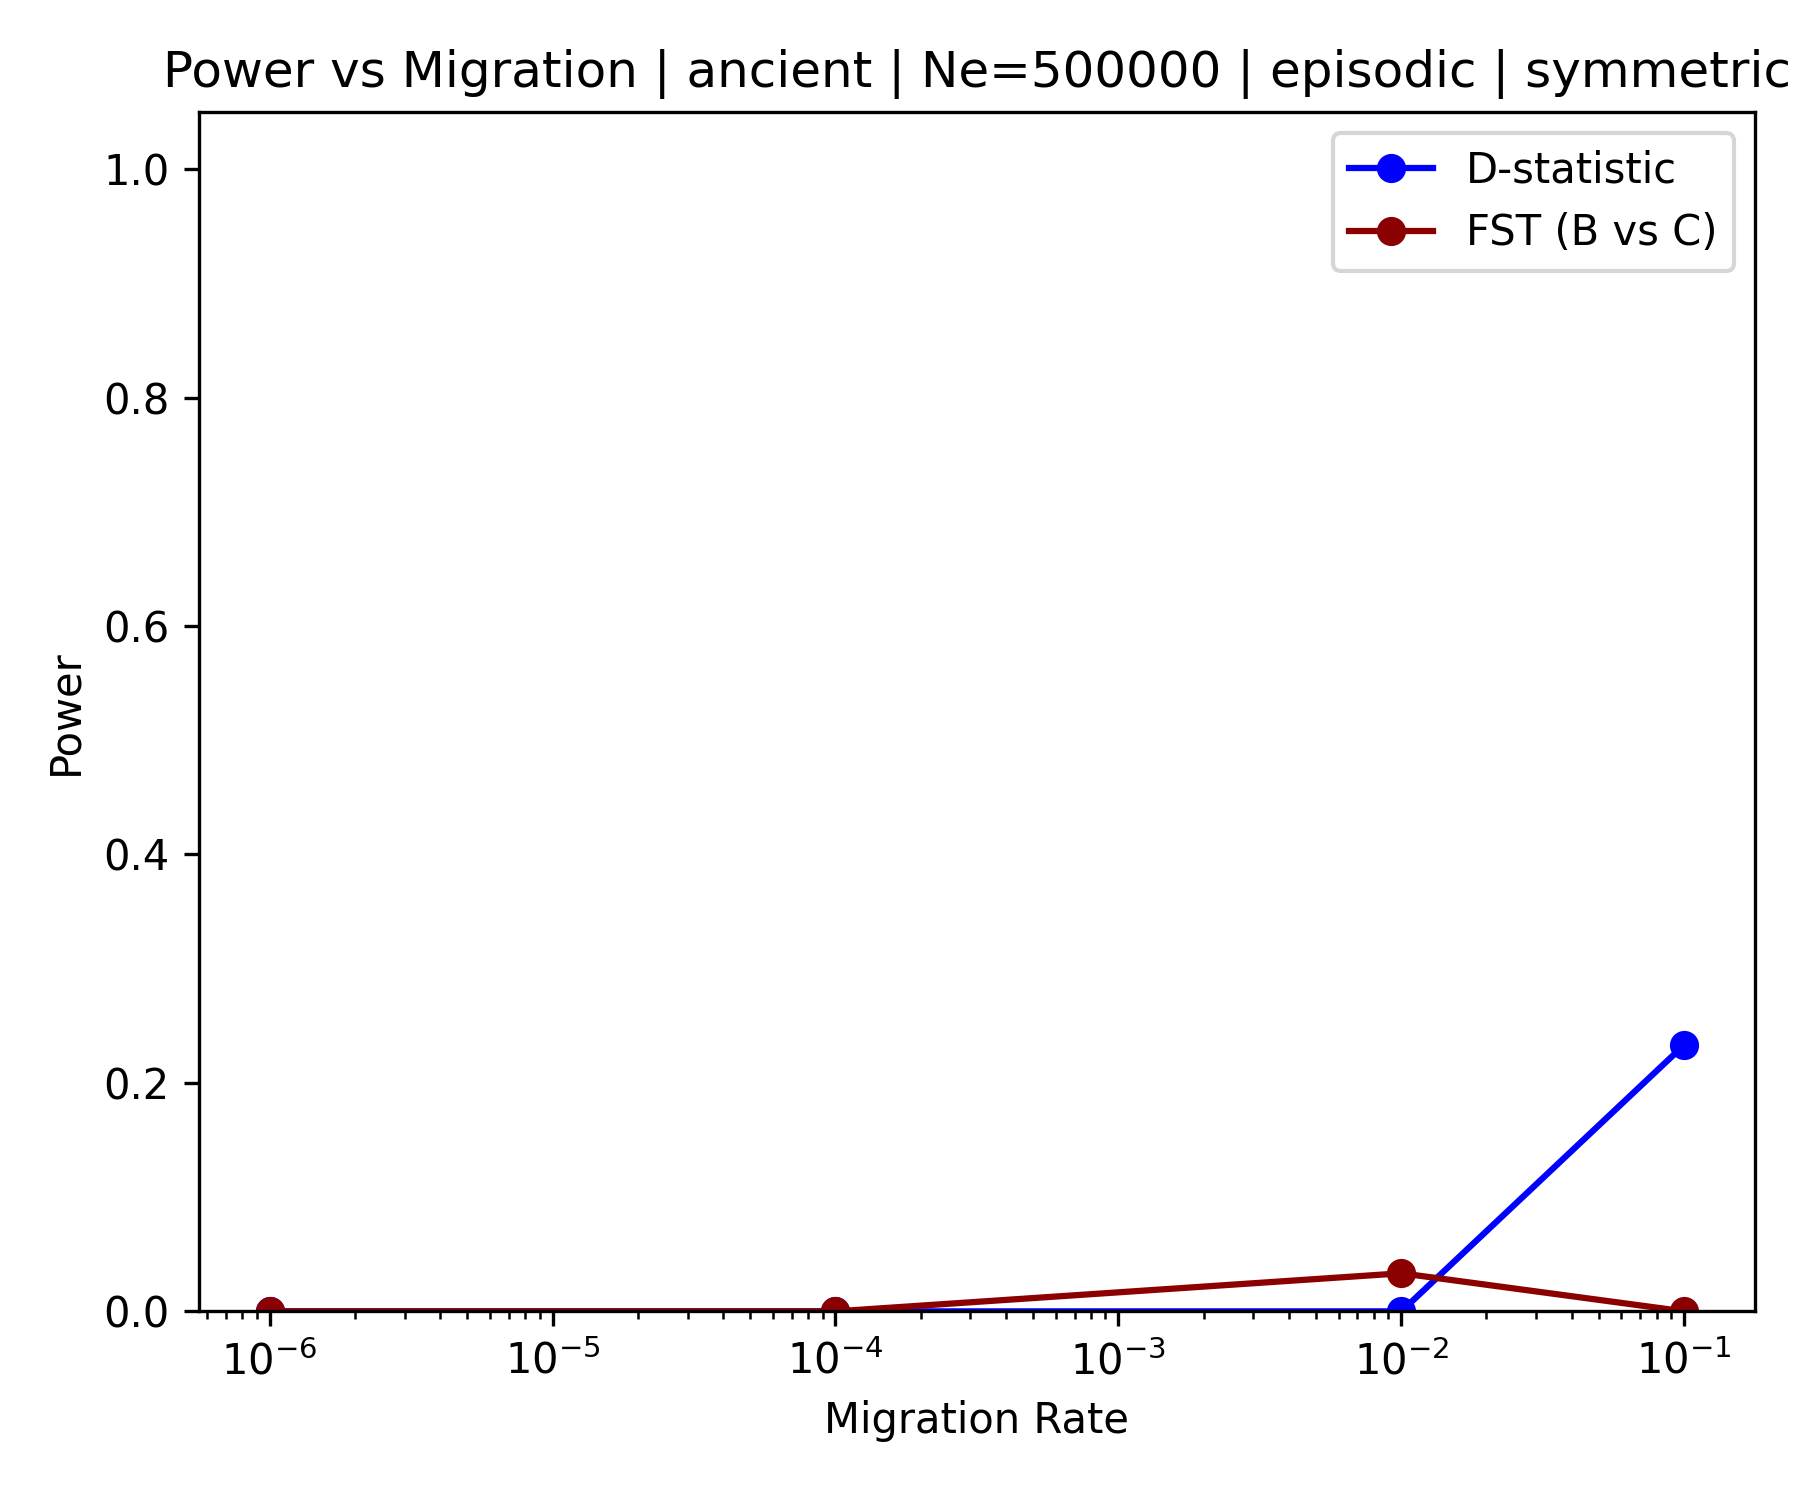 Power vs Migration | ancient | Ne=500000 | episodic | symmetric
D-statistic
FST (B vs C)
1.0
0.8
0.6
0.4
0.2
0.0
Power
10⁻⁶ 10⁻⁵ 10⁻⁴ 10⁻³ 10⁻² 10⁻¹
Migration Rate